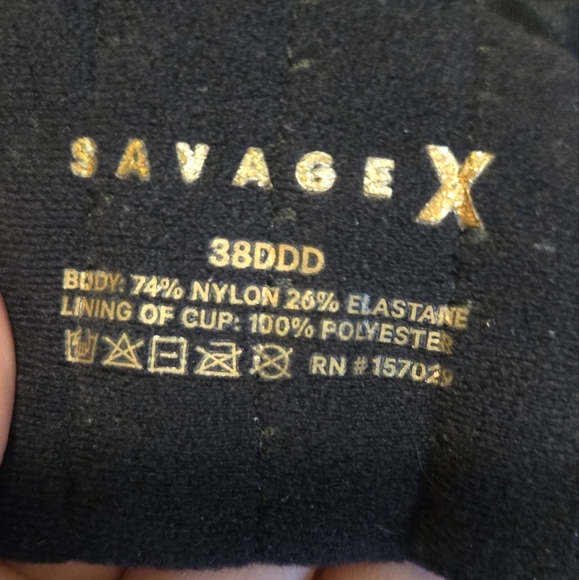 SAVAGE X
38DDD
BODY: 74% NYLON 26% ELASTANE
LINING OF CUP: 100% POLYESTER
RN # 157029